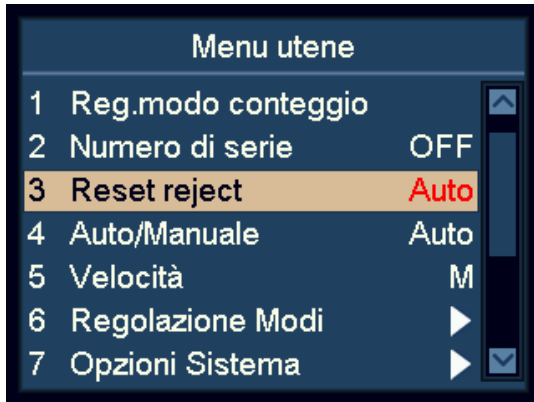 Menu utene
1 Reg.modo conteggio
2 Numero di serie OFF
3 Reset reject Auto
4 Auto/Manuale Auto
5 Velocità M
6 Regolazione Modi
7 Opzioni Sistema